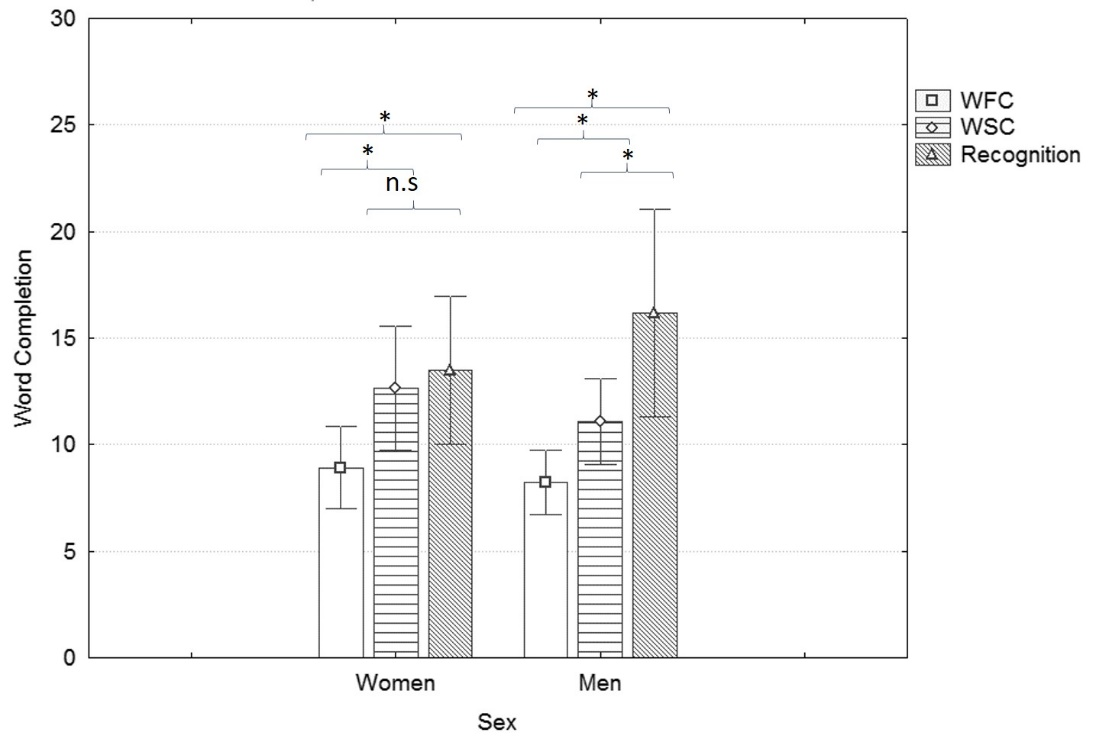 30
25
20
15
10
5
0
Word Completion
*
*
n.s
*
*
*
WFC
WSC
Recognition
Women
Men
Sex